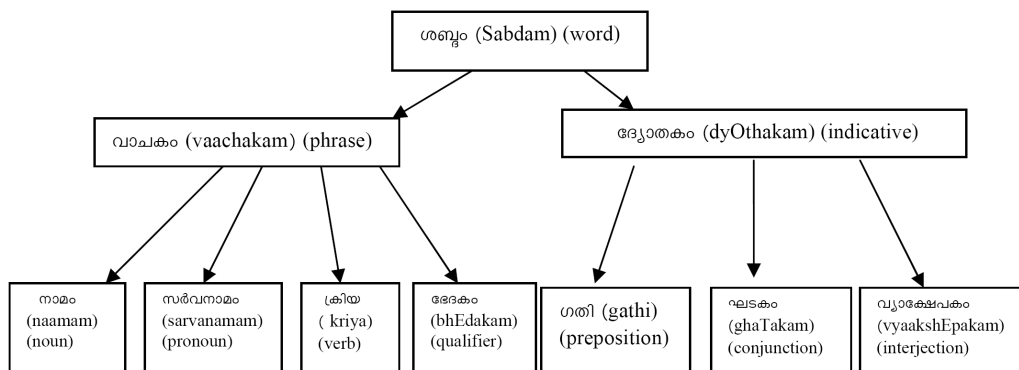 ശബ്ദം (Sabdam) (word)
വാചകം (vaachakam) (phrase)
ദ്യോതകം (dyOthakam) (indicative)
നാമം
(naamam)
(noun)
സർവനാമം
(sarvanamam)
(pronoun)
ക്രിയ
( kriya)
(verb)
ഭേദകം
(bhEdakam)
(qualifier)
ഗതി (gathi)
(preposition)
ഘടകം
(ghaTakam)
(conjunction)
വ്യാക്ഷേപകം
(vyaakshEpakam)
(interjection)